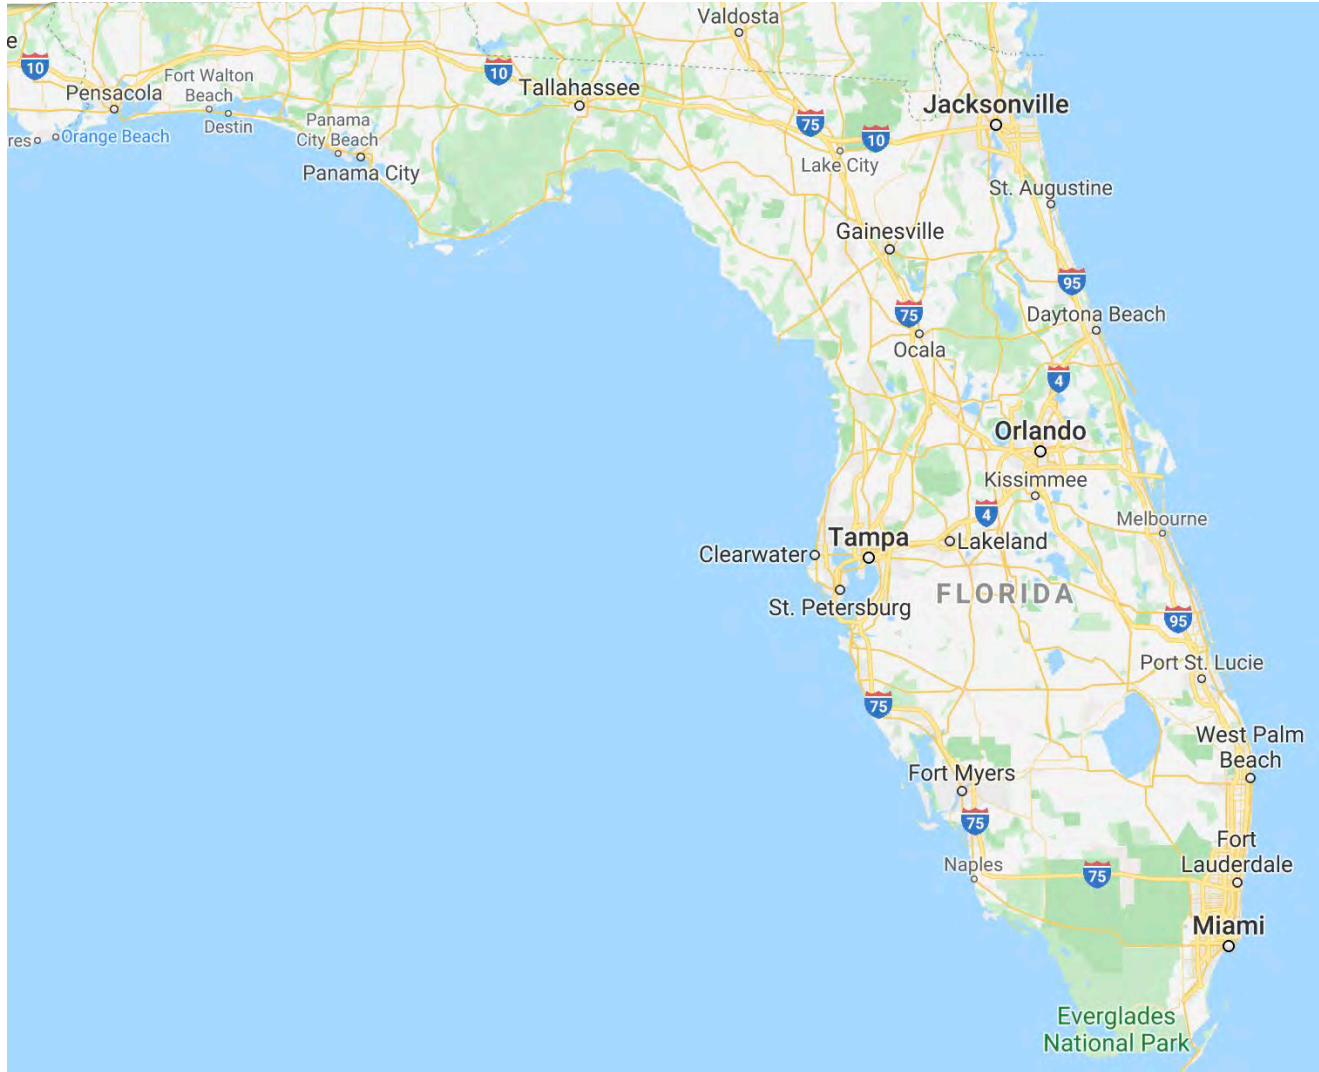 Valdosta
e
10
Fort Walton
Beach
Pensacola
10
Tallahassee
Jacksonville
Destin
Panama
City Beach
75
10
res
Orange Beach
Lake City
Panama City
St. Augustine
Gainesville
95
75
Daytona Beach
Ocala
4
Orlando
Kissimmee
4
Melbourne
Tampa
Lakeland
Clearwater
FLORIDA
St. Petersburg
95
Port St. Lucie
75
West Palm
Beach
Fort Myers
75
Fort
Lauderdale
Naples
75
Miami
Everglades
National Park